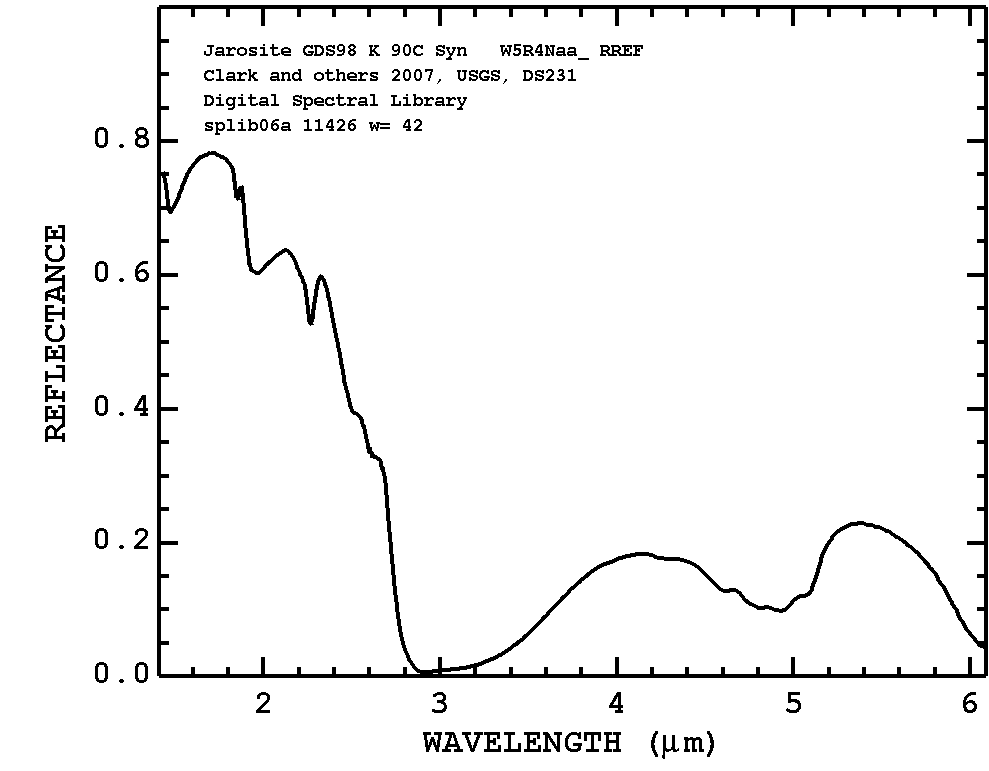 Jarosite GDS98 K 90C Syn W5R4Naa_ RREF
Clark and others 2007, USGS, DS231
Digital Spectral Library
splib06a 11426 w= 42
0.8
0.6
0.4
0.2
0.0
REFLECTANCE
2 3 4 5 6
WAVELENGTH (μm)